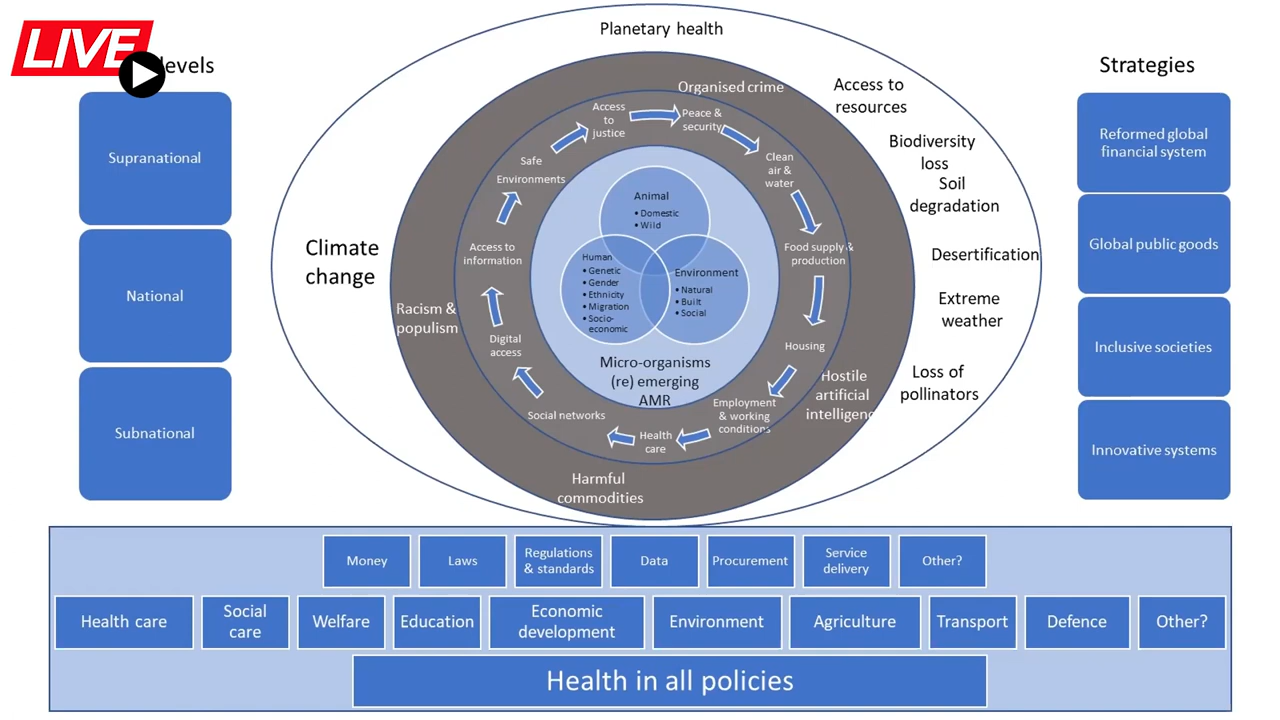 LIVE
levels
Supranational
National
Subnational
Planetary health
Climate
change
Access to
resources
Biodiversity
loss
Soil
degradation
Desertification
Extreme
weather
Loss of
pollinators
Organised crime
Racism &
populism
Hostile
artificial
intelligenc
Harmful
commodities
Access
to
justice
Peace &
security
Clean
air &
water
Food supply &
production
Housing
Employment
& working
conditions
Health
care
Social networks
Digital
access
Access to
information
Safe
Environments
Animal
• Domestic
• Wild
Human
• Genetic
• Gender
• Ethnicity
• Migration
• Socio-
economic
Environment
• Natural
• Built
• Social
Micro-organisms
(re) emerging
AMR
Strategies
Reformed global
financial system
Global public goods
Inclusive societies
Innovative systems
Money
Laws
Regulations
& standards
Data
Procurement
Service
delivery
Other?
Health care
Social
care
Welfare
Education
Economic
development
Environment
Agriculture
Transport
Defence
Other?
Health in all policies